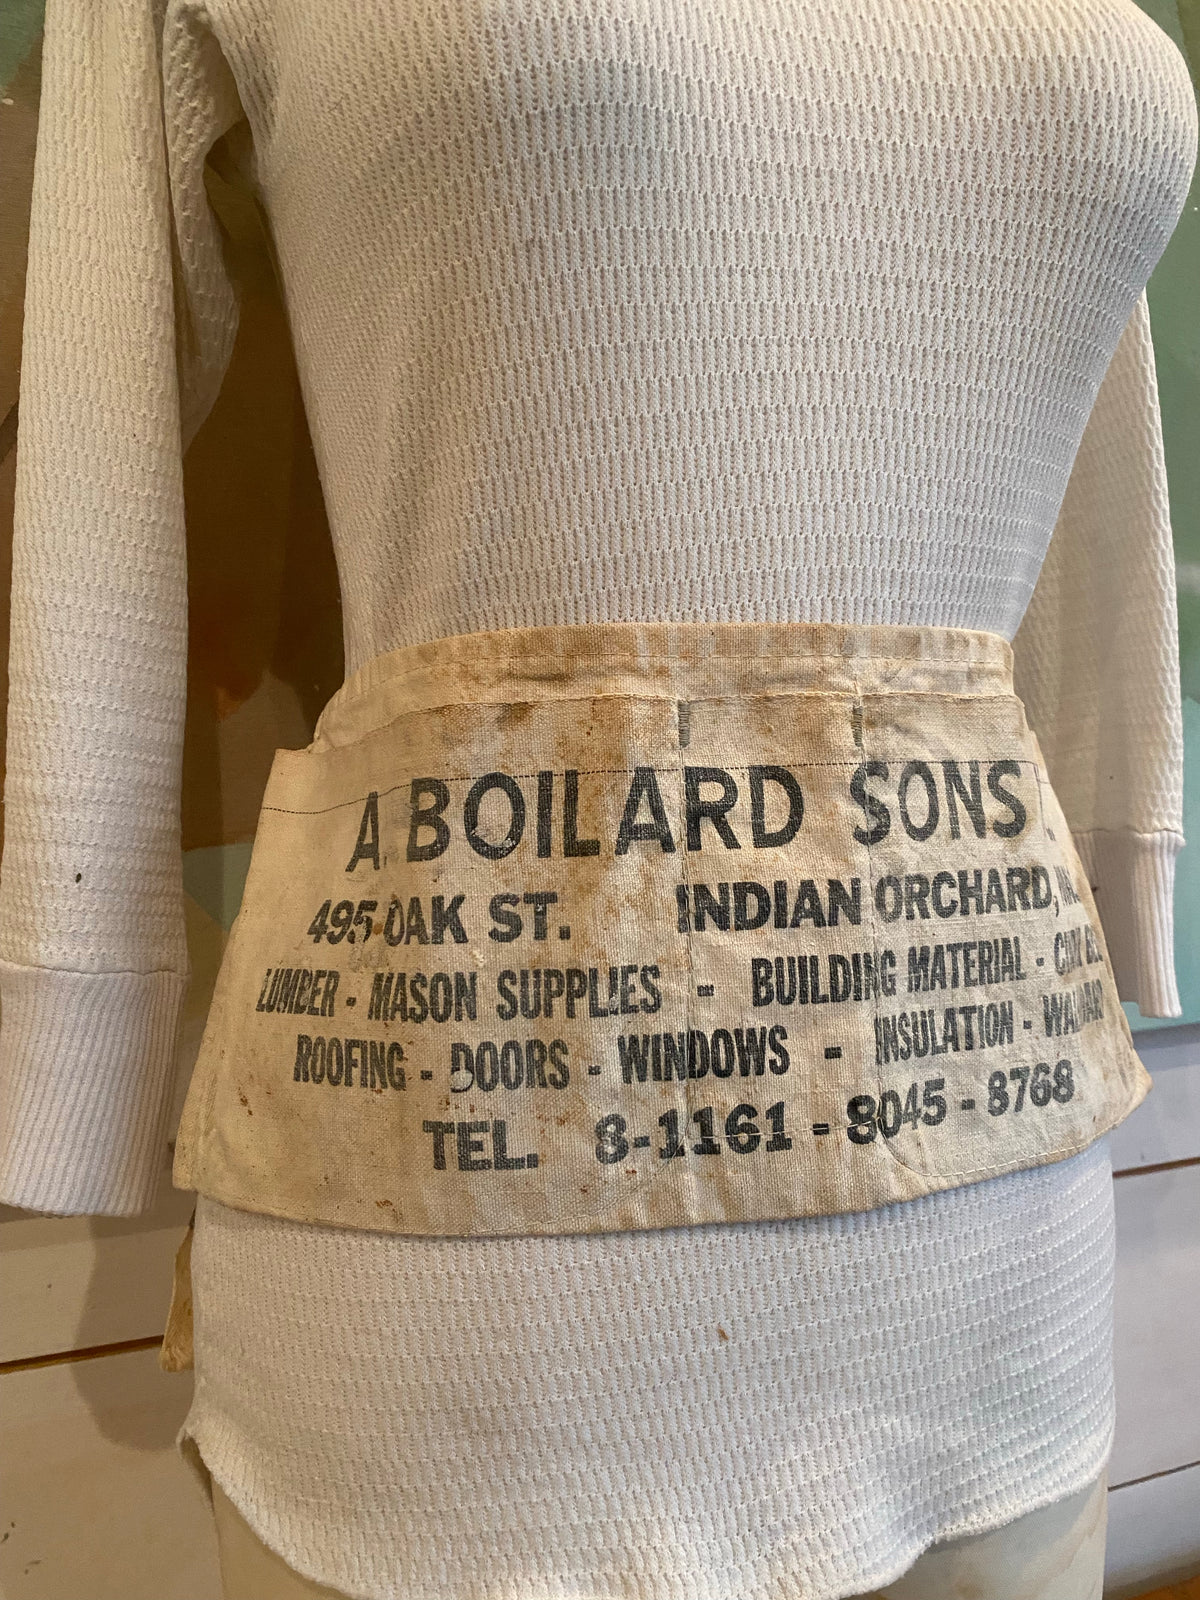 A. BOILARD SONS
495 OAK ST. INDIAN ORCHARD,
LUMBER - MASON SUPPLIES - BUILDING MATERIAL -
ROOFING - DOORS - WINDOWS - INSULATION -
TEL. 8-1161 - 8045 - 8768